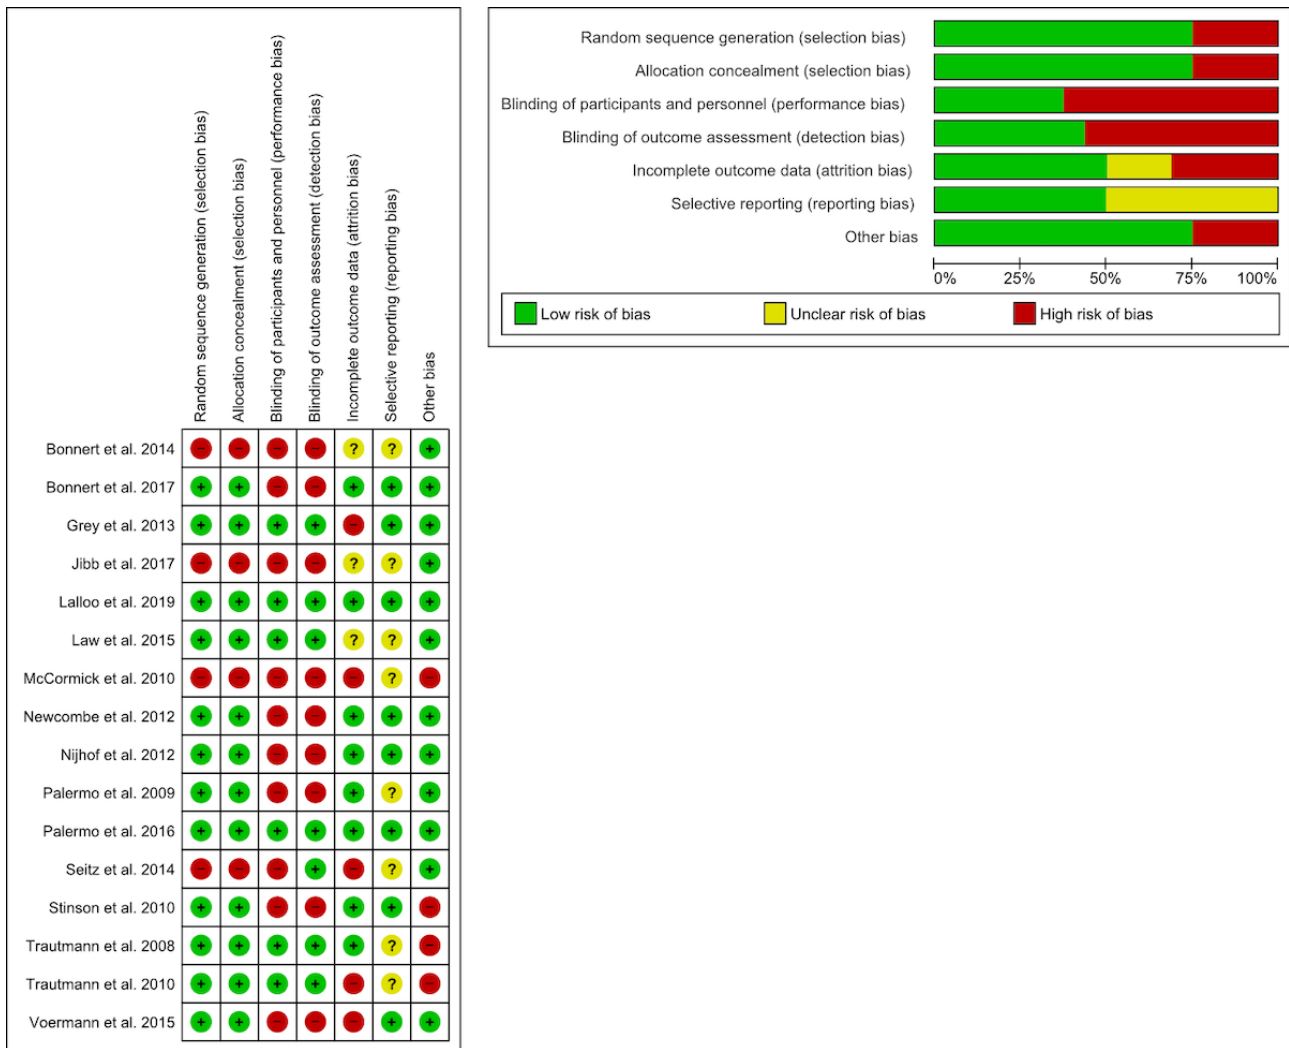 Random sequence generation (selection bias)
Allocation concealment (selection bias)
Blinding of participants and personnel (performance bias)
Blinding of outcome assessment (detection bias)
Incomplete outcome data (attrition bias)
Selective reporting (reporting bias)
Other bias
Bonnert et al. 2014 - - - - ? ? +
Bonnert et al. 2017 + + - - + + +
Grey et al. 2013 + + + + - + +
Jibb et al. 2017 - - - - ? ? +
Lalloo et al. 2019 + + + + + + +
Law et al. 2015 + + + + ? ? +
McCormick et al. 2010 - - - - - ? -
Newcombe et al. 2012 + + - - + + +
Nijhof et al. 2012 + + - - + + +
Palermo et al. 2009 + + - - + ? +
Palermo et al. 2016 + + + + + + +
Seitz et al. 2014 - - - + - ? +
Stinson et al. 2010 + + - - + + -
Trautmann et al. 2008 + + + + + ? -
Trautmann et al. 2010 + + + + - ? -
Voermann et al. 2015 + + - - - + +
Random sequence generation (selection bias)
Allocation concealment (selection bias)
Blinding of participants and personnel (performance bias)
Blinding of outcome assessment (detection bias)
Incomplete outcome data (attrition bias)
Selective reporting (reporting bias)
Other bias
0% 25% 50% 75% 100%
Low risk of bias Unclear risk of bias High risk of bias